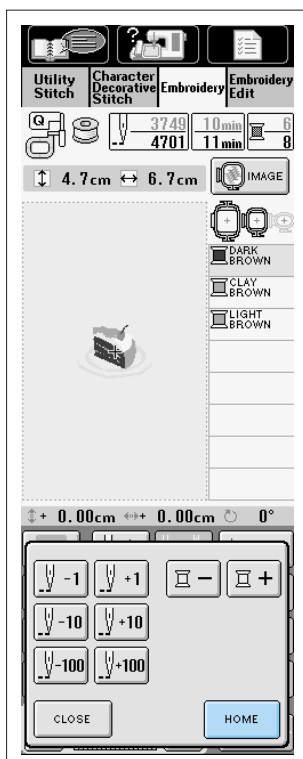 Utility Stitch
Character Decorative Stitch
Embroidery
Embroidery Edit
Q
3749
4701
10min
11min
6
8
4.7cm 6.7cm
IMAGE
DARK BROWN
CLAY BROWN
LIGHT BROWN
+ 0.00cm + 0.00cm 0°
-1 +1 - +
-10 +10
-100 +100
CLOSE HOME